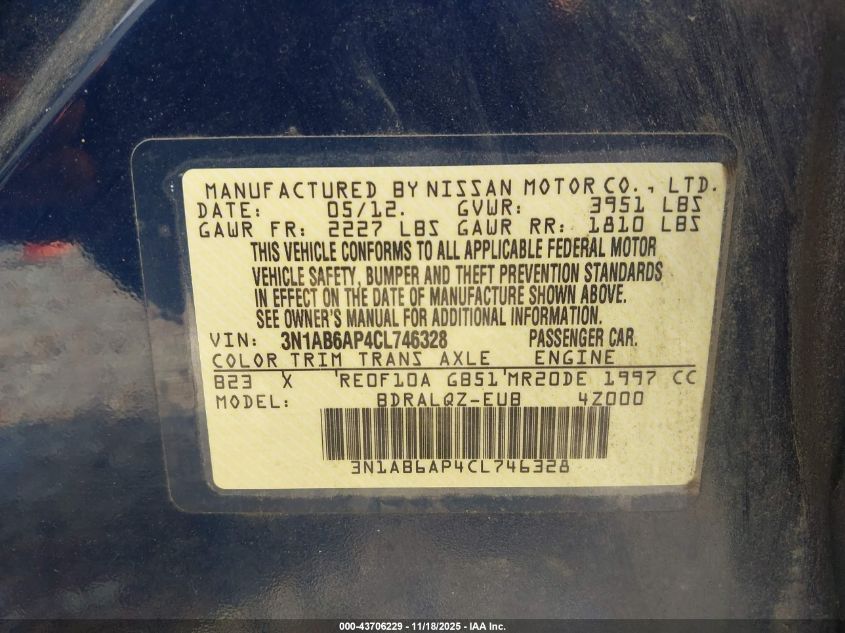 MANUFACTURED BY NISSAN MOTOR CO., LTD.
DATE: 05/12. GVWR: 3951 LBS
GAWR FR: 2227 LBS GAWR RR: 1810 LBS
THIS VEHICLE CONFORMS TO ALL APPLICABLE FEDERAL MOTOR
VEHICLE SAFETY, BUMPER AND THEFT PREVENTION STANDARDS
IN EFFECT ON THE DATE OF MANUFACTURE SHOWN ABOVE.
SEE OWNER'S MANUAL FOR ADDITIONAL INFORMATION.
VIN: 3N1AB6AP4CL746328 PASSENGER CAR.
COLOR TRIM TRANS AXLE ENGINE
B23 X 'RE0F10A GB51'MR20DE 1997 CC
MODEL: BDRALQZ-EUB 4Z000
3N1AB6AP4CL746328
000-43706229 - 11/18/2025 - IAA Inc.